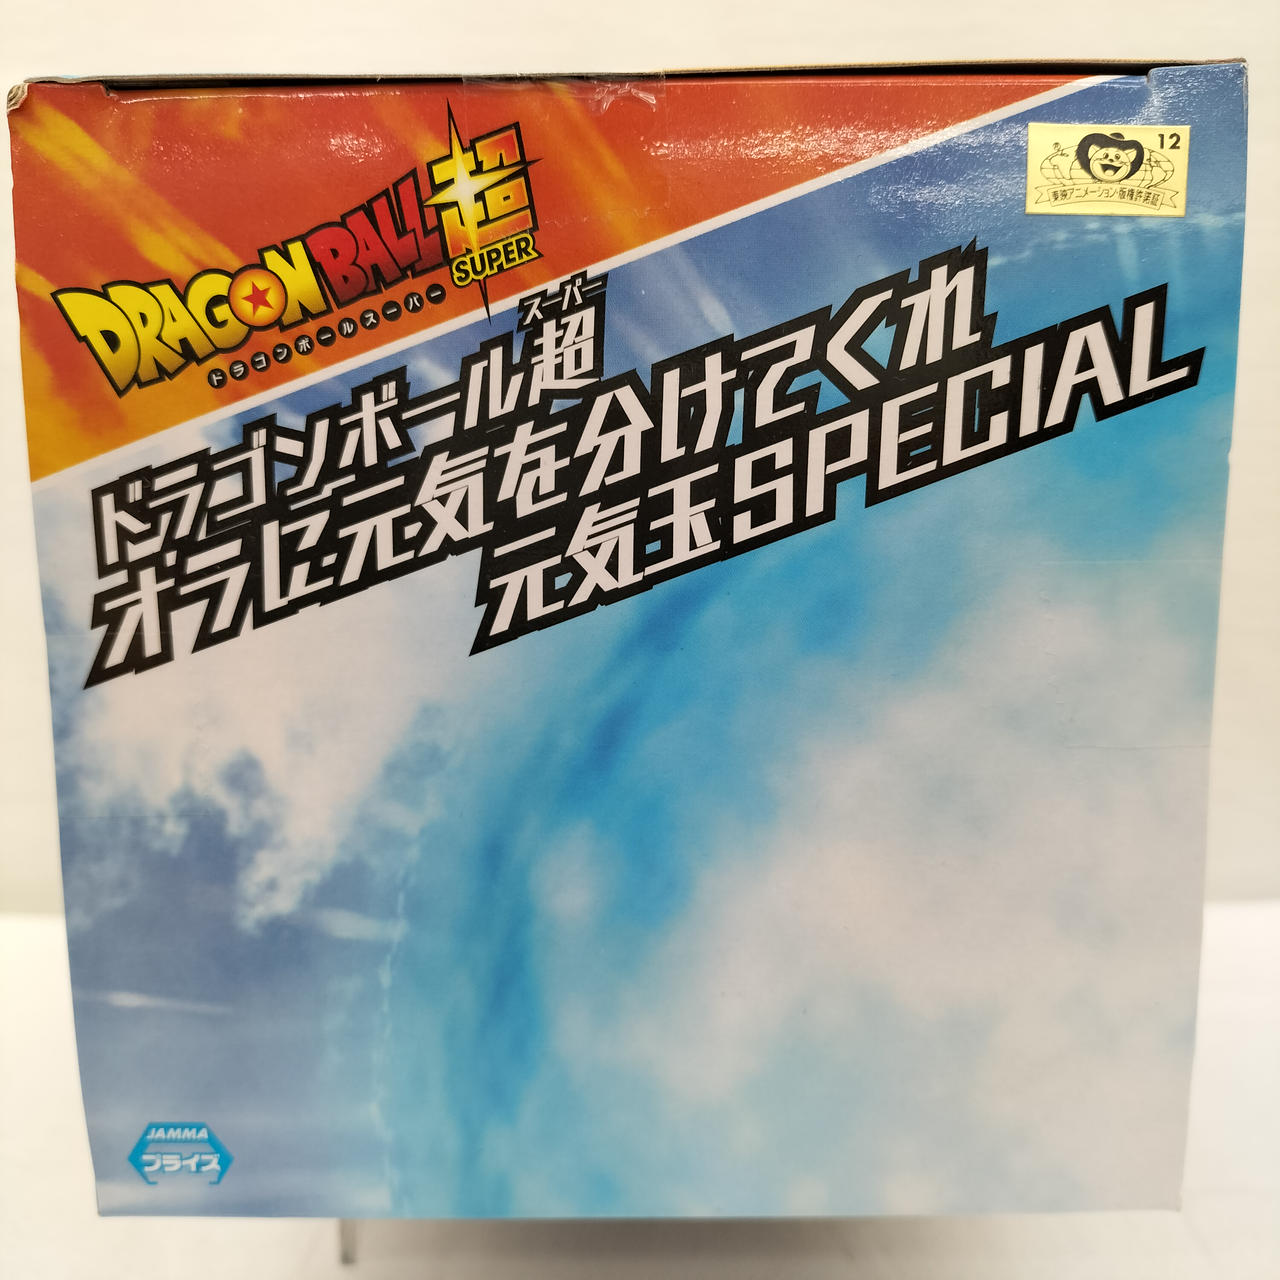 DRAGON BALL超
SUPER
ドラゴンボールスーパー
12
東映アニメーション・版権許諾証
スーパー
ドラゴンボール超
オラに元気を分けてくれ
元気玉SPECIAL
JAMMA
プライズ